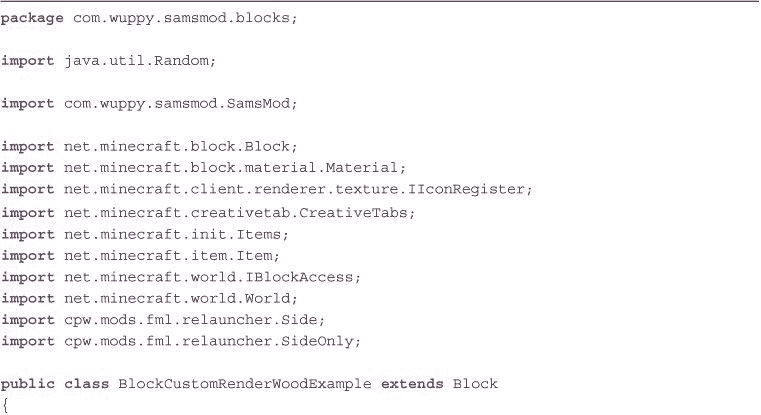 package com.wuppy.samsmod.blocks;
import java.util.Random;
import com.wuppy.samsmod.SamsMod;
import net.minecraft.block.Block;
import net.minecraft.block.material.Material;
import net.minecraft.client.renderer.texture.IIconRegister;
import net.minecraft.creativetab.CreativeTabs;
import net.minecraft.init.Items;
import net.minecraft.item.Item;
import net.minecraft.world.IBlockAccess;
import net.minecraft.world.World;
import cpw.mods.fml.relauncher.Side;
import cpw.mods.fml.relauncher.SideOnly;
public class BlockCustomRenderWoodExample extends Block
{